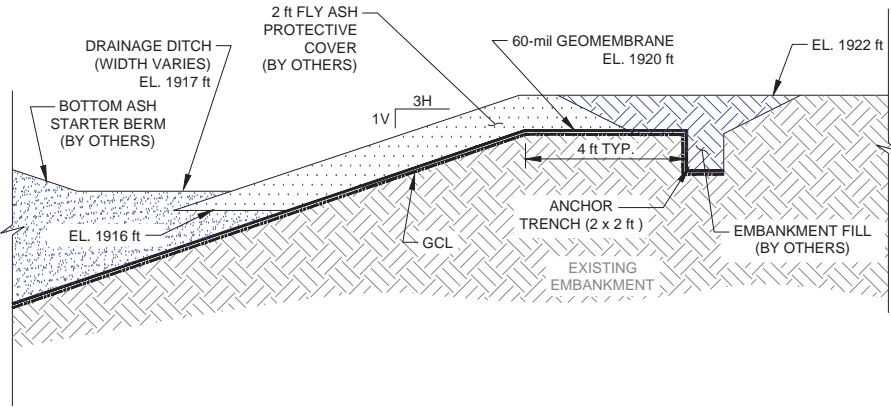 2 ft FLY ASH
PROTECTIVE
COVER
(BY OTHERS)
60-mil GEOMEMBRANE
EL. 1920 ft
EL. 1922 ft
DRAINAGE DITCH
(WIDTH VARIES)
EL. 1917 ft
BOTTOM ASH
STARTER BERM
(BY OTHERS)
3H
1V
4 ft TYP.
ANCHOR
TRENCH (2 x 2 ft )
EL. 1916 ft
GCL
EMBANKMENT FILL
(BY OTHERS)
EXISTING
EMBANKMENT